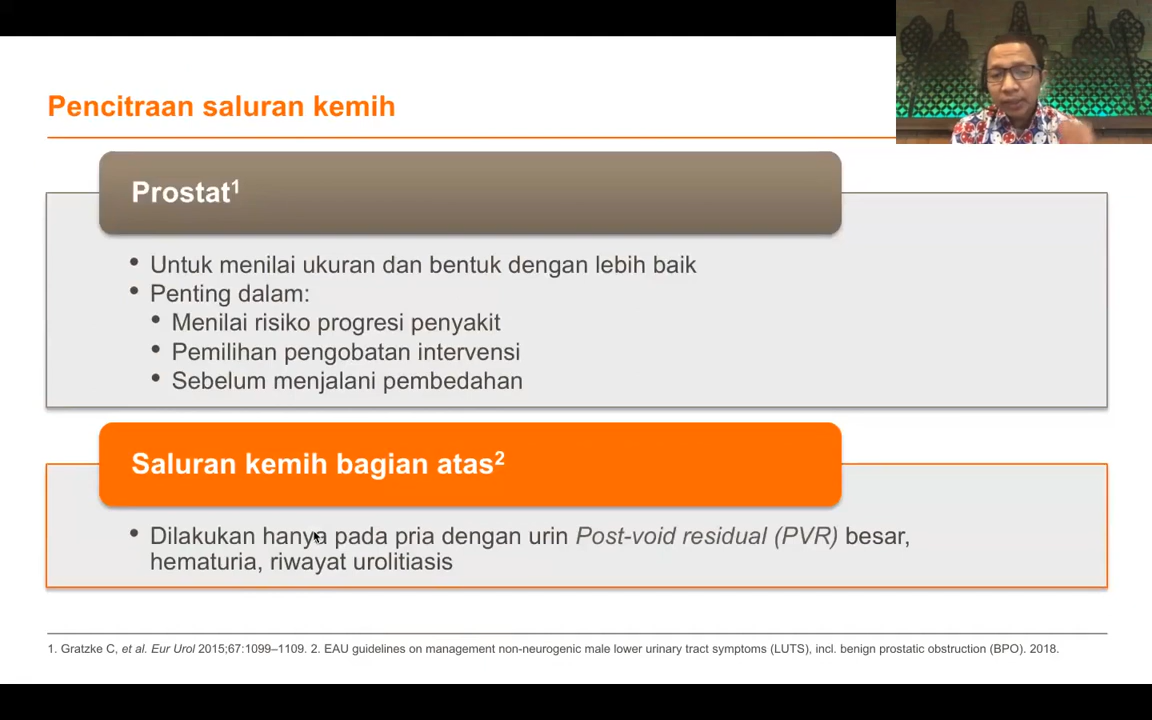 Pencitraan saluran kemih
Prostat¹
• Untuk menilai ukuran dan bentuk dengan lebih baik
• Penting dalam:
• Menilai risiko progresi penyakit
• Pemilihan pengobatan intervensi
• Sebelum menjalani pembedahan
Saluran kemih bagian atas²
• Dilakukan hanya pada pria dengan urin Post-void residual (PVR) besar,
hematuria, riwayat urolitiasis
1. Gratzke C, et al. Eur Urol 2015;67:1099–1109. 2. EAU guidelines on management non-neurogenic male lower urinary tract symptoms (LUTS), incl. benign prostatic obstruction (BPO). 2018.